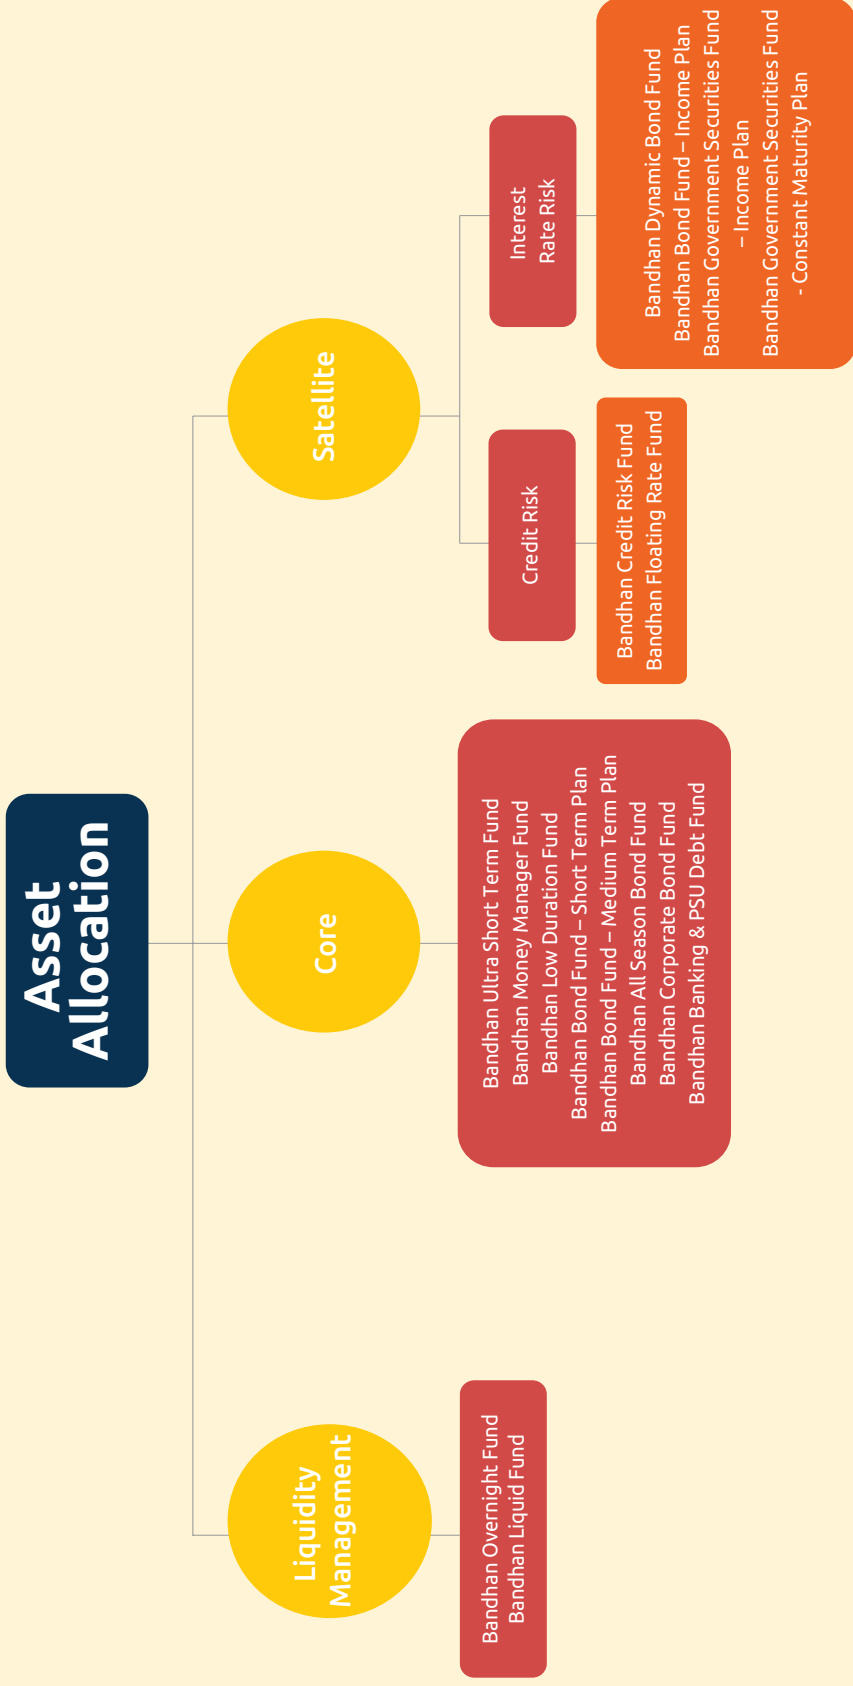 Asset
Allocation
Liquidity
Management
Bandhan Overnight Fund
Bandhan Liquid Fund
Core
Bandhan Ultra Short Term Fund
Bandhan Money Manager Fund
Bandhan Low Duration Fund
Bandhan Bond Fund – Short Term Plan
Bandhan Bond Fund – Medium Term Plan
Bandhan All Season Bond Fund
Bandhan Corporate Bond Fund
Bandhan Banking & PSU Debt Fund
Satellite
Credit Risk
Bandhan Credit Risk Fund
Bandhan Floating Rate Fund
Interest
Rate Risk
Bandhan Dynamic Bond Fund
Bandhan Bond Fund – Income Plan
Bandhan Government Securities Fund
– Income Plan
Bandhan Government Securities Fund
- Constant Maturity Plan